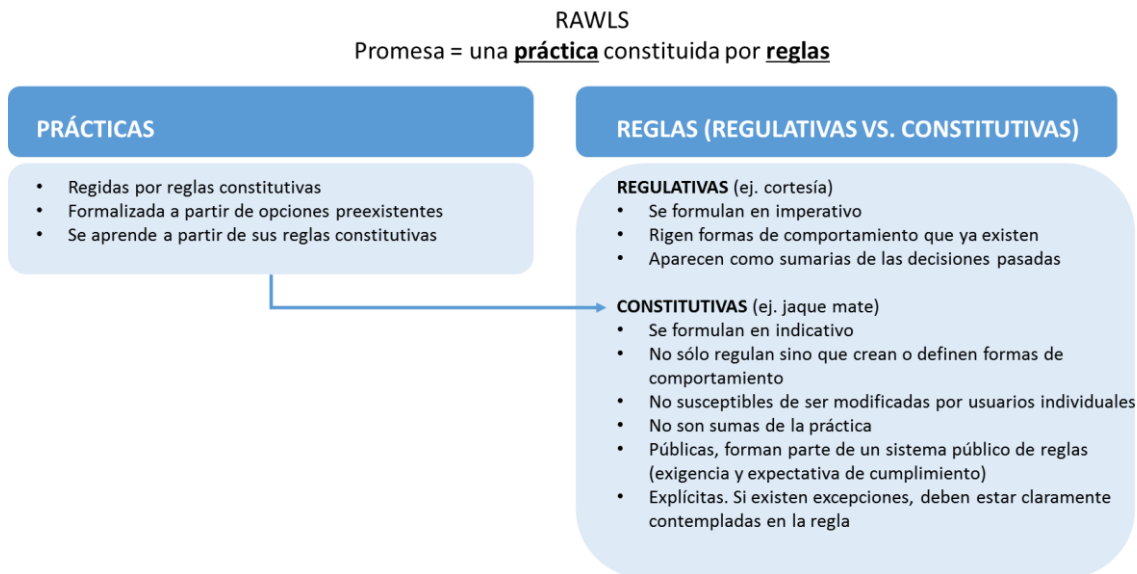 RAWLS
Promesa = una práctica constituida por reglas
PRÁCTICAS
• Regidas por reglas constitutivas
• Formalizada a partir de opciones preexistentes
• Se aprende a partir de sus reglas constitutivas
REGLAS (REGULATIVAS VS. CONSTITUTIVAS)
REGULATIVAS (ej. cortesía)
• Se formulan en imperativo
• Rigen formas de comportamiento que ya existen
• Aparecen como sumarias de las decisiones pasadas
CONSTITUTIVAS (ej. jaque mate)
• Se formulan en indicativo
• No sólo regulan sino que crean o definen formas de
comportamiento
• No susceptibles de ser modificadas por usuarios individuales
• No son sumas de la práctica
• Públicas, forman parte de un sistema público de reglas
(exigencia y expectativa de cumplimiento)
• Explícitas. Si existen excepciones, deben estar claramente
contempladas en la regla